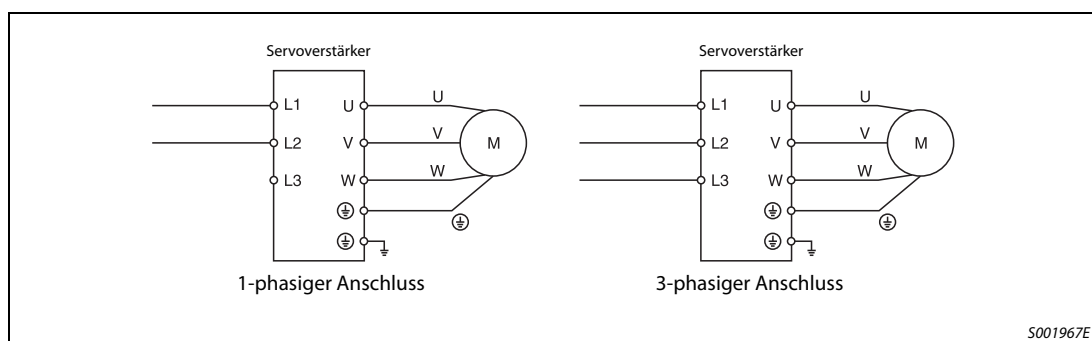 Servoverstärker
L1
U
U
L2
V
V
M
L3
W
W
1-phasiger Anschluss
Servoverstärker
L1
U
U
L2
V
V
M
L3
W
W
3-phasiger Anschluss
S001967E